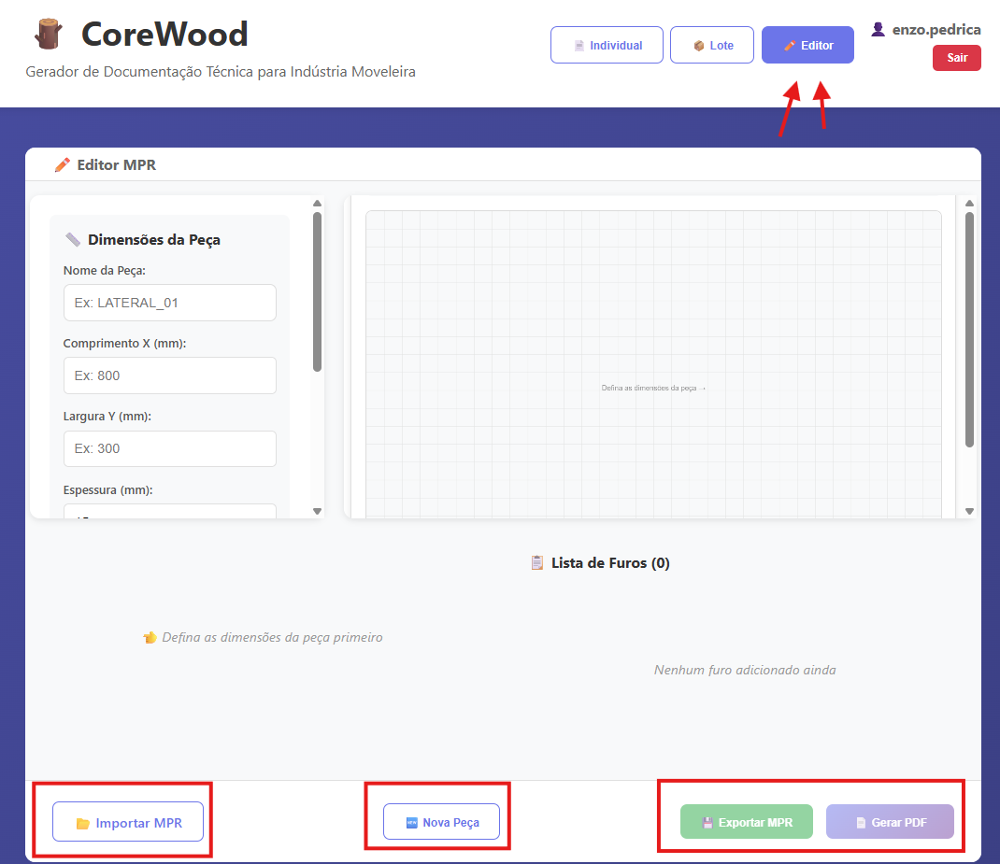 CoreWood
Gerador de Documentação Técnica para Indústria Moveleira
Individual
Lote
Editor
enzo.pedrica
Sair
Editor MPR
Dimensões da Peça
Nome da Peça:
Ex: LATERAL_01
Comprimento X (mm):
Ex: 800
Largura Y (mm):
Ex: 300
Espessura (mm):
Defina as dimensões da peça →
Lista de Furos (0)
Defina as dimensões da peça primeiro
Nenhum furo adicionado ainda
Importar MPR
NEW Nova Peça
Exportar MPR
Gerar PDF